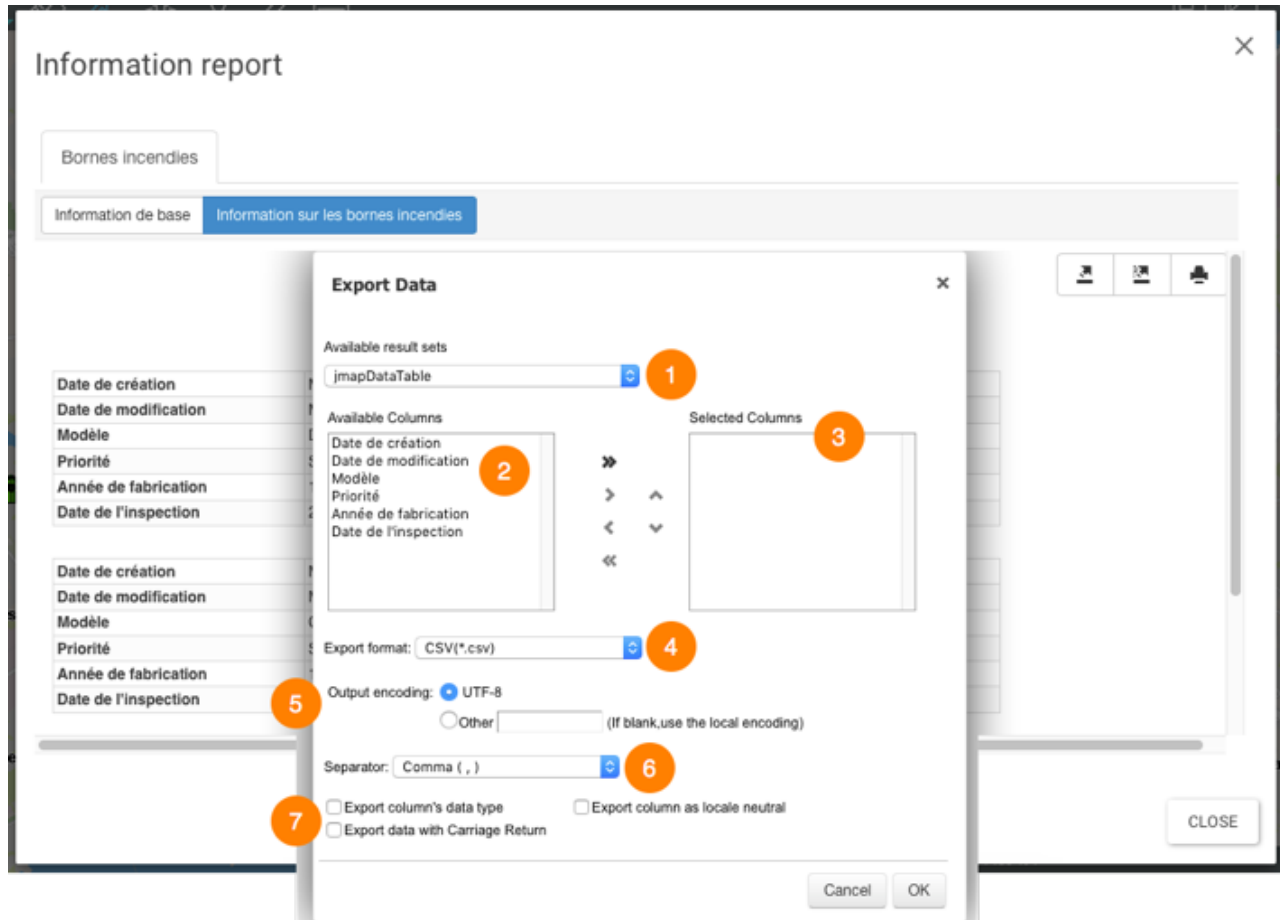 Information report
Bornes incendies
Information de base Information sur les bornes incendies
Export Data
Available result sets
jmapDataTable
1
Available Columns
Selected Columns
Date de création
Date de modification
Modèle
Priorité
Année de fabrication
Date de l'inspection
2
3
Date de création
Date de modification
Modèle
Priorité
Année de fabrication
Date de l'inspection
Date de création
Date de modification
Modèle
Priorité
Année de fabrication
Date de l'inspection
Export format: CSV(*.csv)
4
5
Output encoding: UTF-8
Other (If blank,use the local encoding)
Separator: Comma ( , )
6
7
Export column's data type Export column as locale neutral
Export data with Carriage Return
CLOSE
Cancel OK